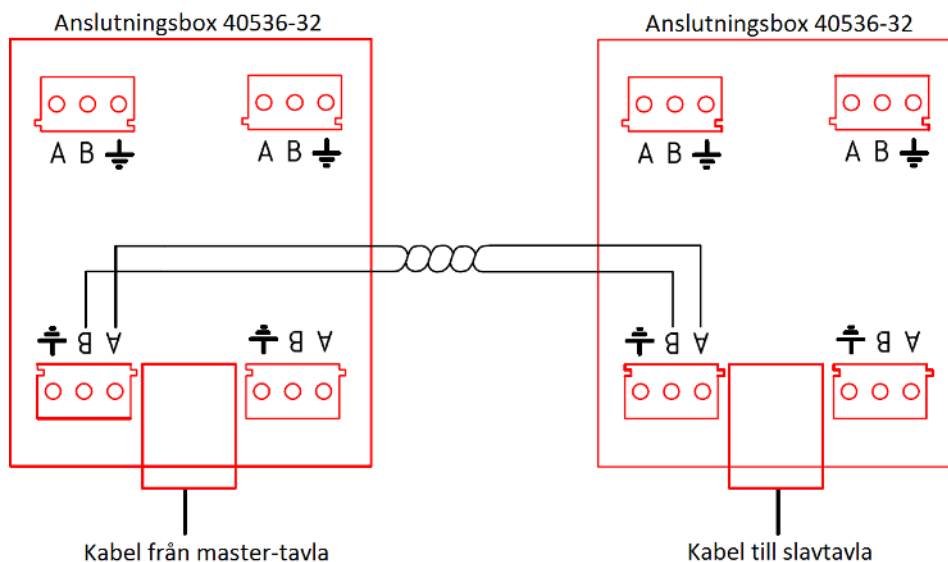 Anslutningsbox 40536-32
Anslutningsbox 40536-32
A B
A B
A B
A B
B A
B A
B A
B A
Kabel från master-tavla
Kabel till slavtavla